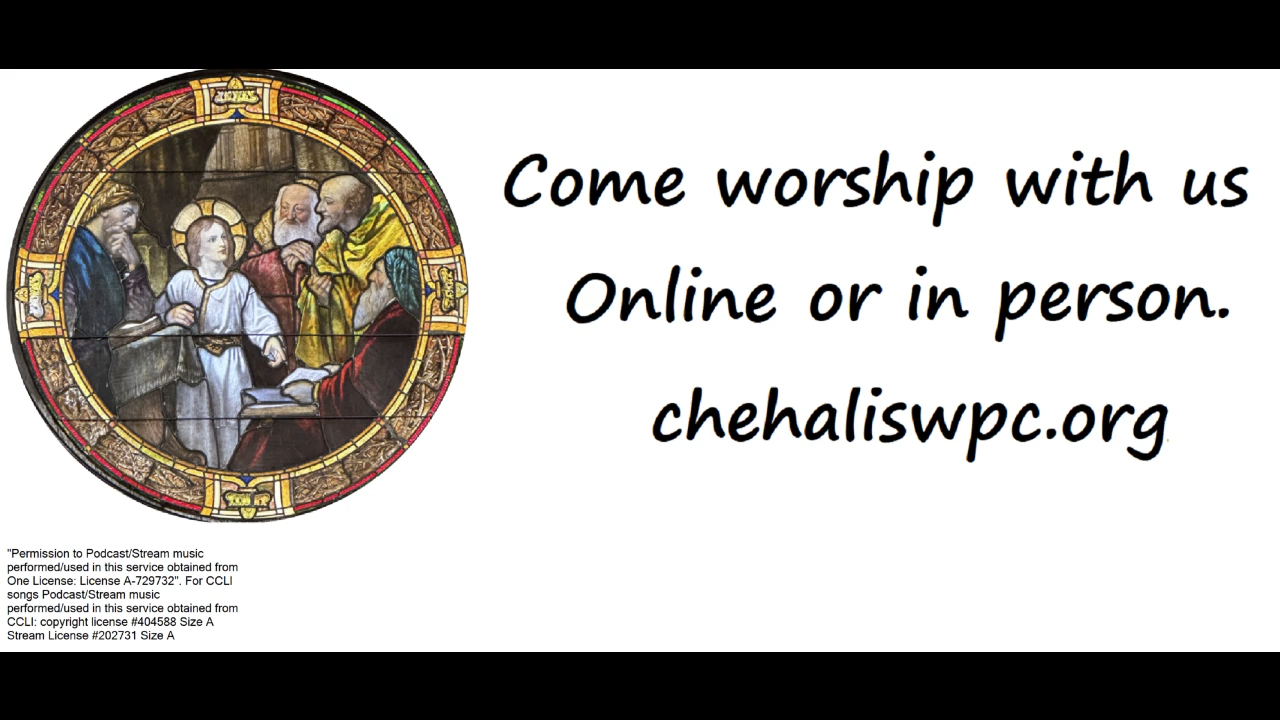 Come worship with us
Online or in person.
chehaliswpc.org
"Permission to Podcast/Stream music
performed/used in this service obtained from
One License: License A-729732". For CCLI
songs Podcast/Stream music
performed/used in this service obtained from
CCLI: copyright license #404588 Size A
Stream License #202731 Size A